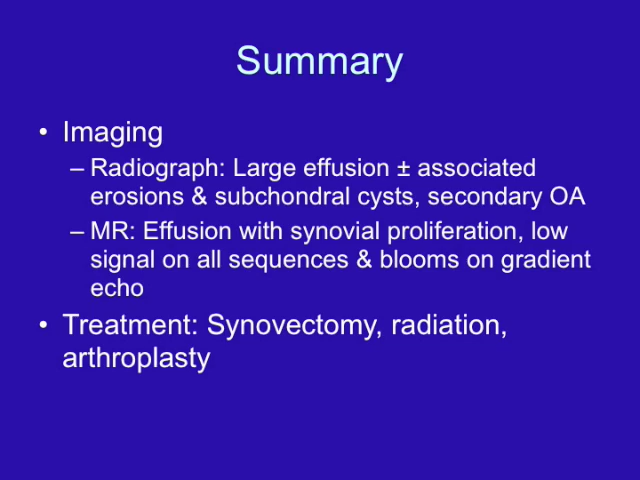 Summary
• Imaging
– Radiograph: Large effusion ± associated
erosions & subchondral cysts, secondary OA
– MR: Effusion with synovial proliferation, low
signal on all sequences & blooms on gradient
echo
• Treatment: Synovectomy, radiation,
arthroplasty